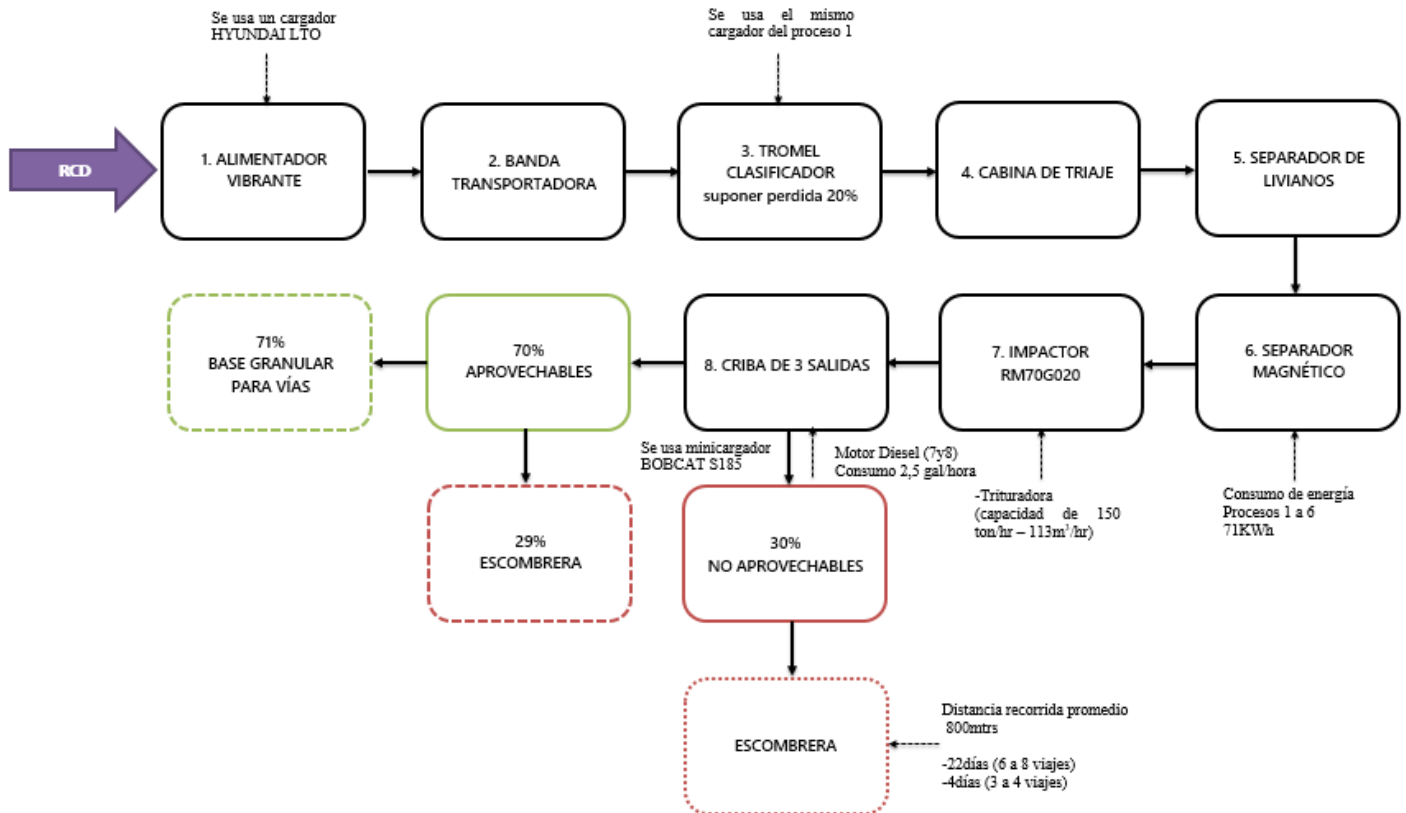 Se usa un cargador
HYUNDAI LTO
Se usa el mismo
cargador del proceso 1
RCD
1. ALIMENTADOR
VIBRANTE
2. BANDA
TRANSPORTADORA
3. TROMEL
CLASIFICADOR
suponer perdida 20%
4. CABINA DE TRIAJE
5. SEPARADOR DE
LIVIANOS
71%
BASE GRANULAR
PARA VÍAS
70%
APROVECHABLES
8. CRIBA DE 3 SALIDAS
7. IMPACTOR
RM70G020
6. SEPARADOR
MAGNÉTICO
Se usa minicargador
BOBCAT S185
Motor Diesel (7y8)
Consumo 2,5 gal/hora
-Trituradora
(capacidad de 150
ton/hr – 113m³/hr)
Consumo de energía
Procesos 1 a 6
71KWh
29%
ESCOMBRERA
30%
NO APROVECHABLES
ESCOMBRERA
Distancia recorrida promedio
800mtrs
-22días (6 a 8 viajes)
-4días (3 a 4 viajes)